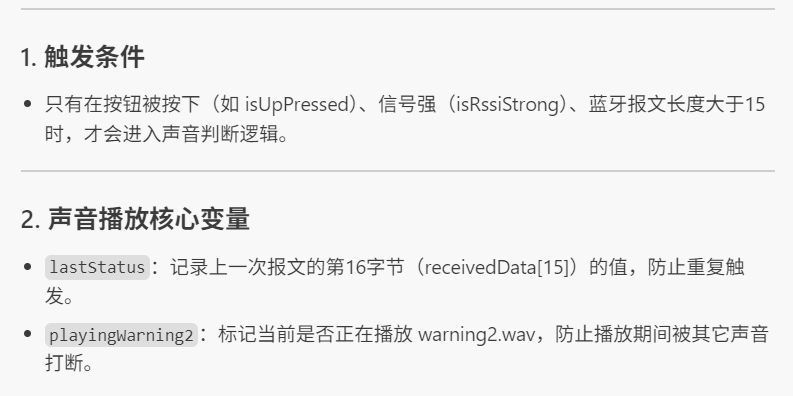 1. 触发条件
• 只有在按钮被按下（如 isUpPressed）、信号强（isRssiStrong）、蓝牙报文长度大于15
时，才会进入声音判断逻辑。
2. 声音播放核心变量
• lastStatus：记录上一次报文的第16字节（receivedData[15]）的值，防止重复触
发。
• playingWarning2：标记当前是否正在播放 warning2.wav，防止播放期间被其它声音
打断。